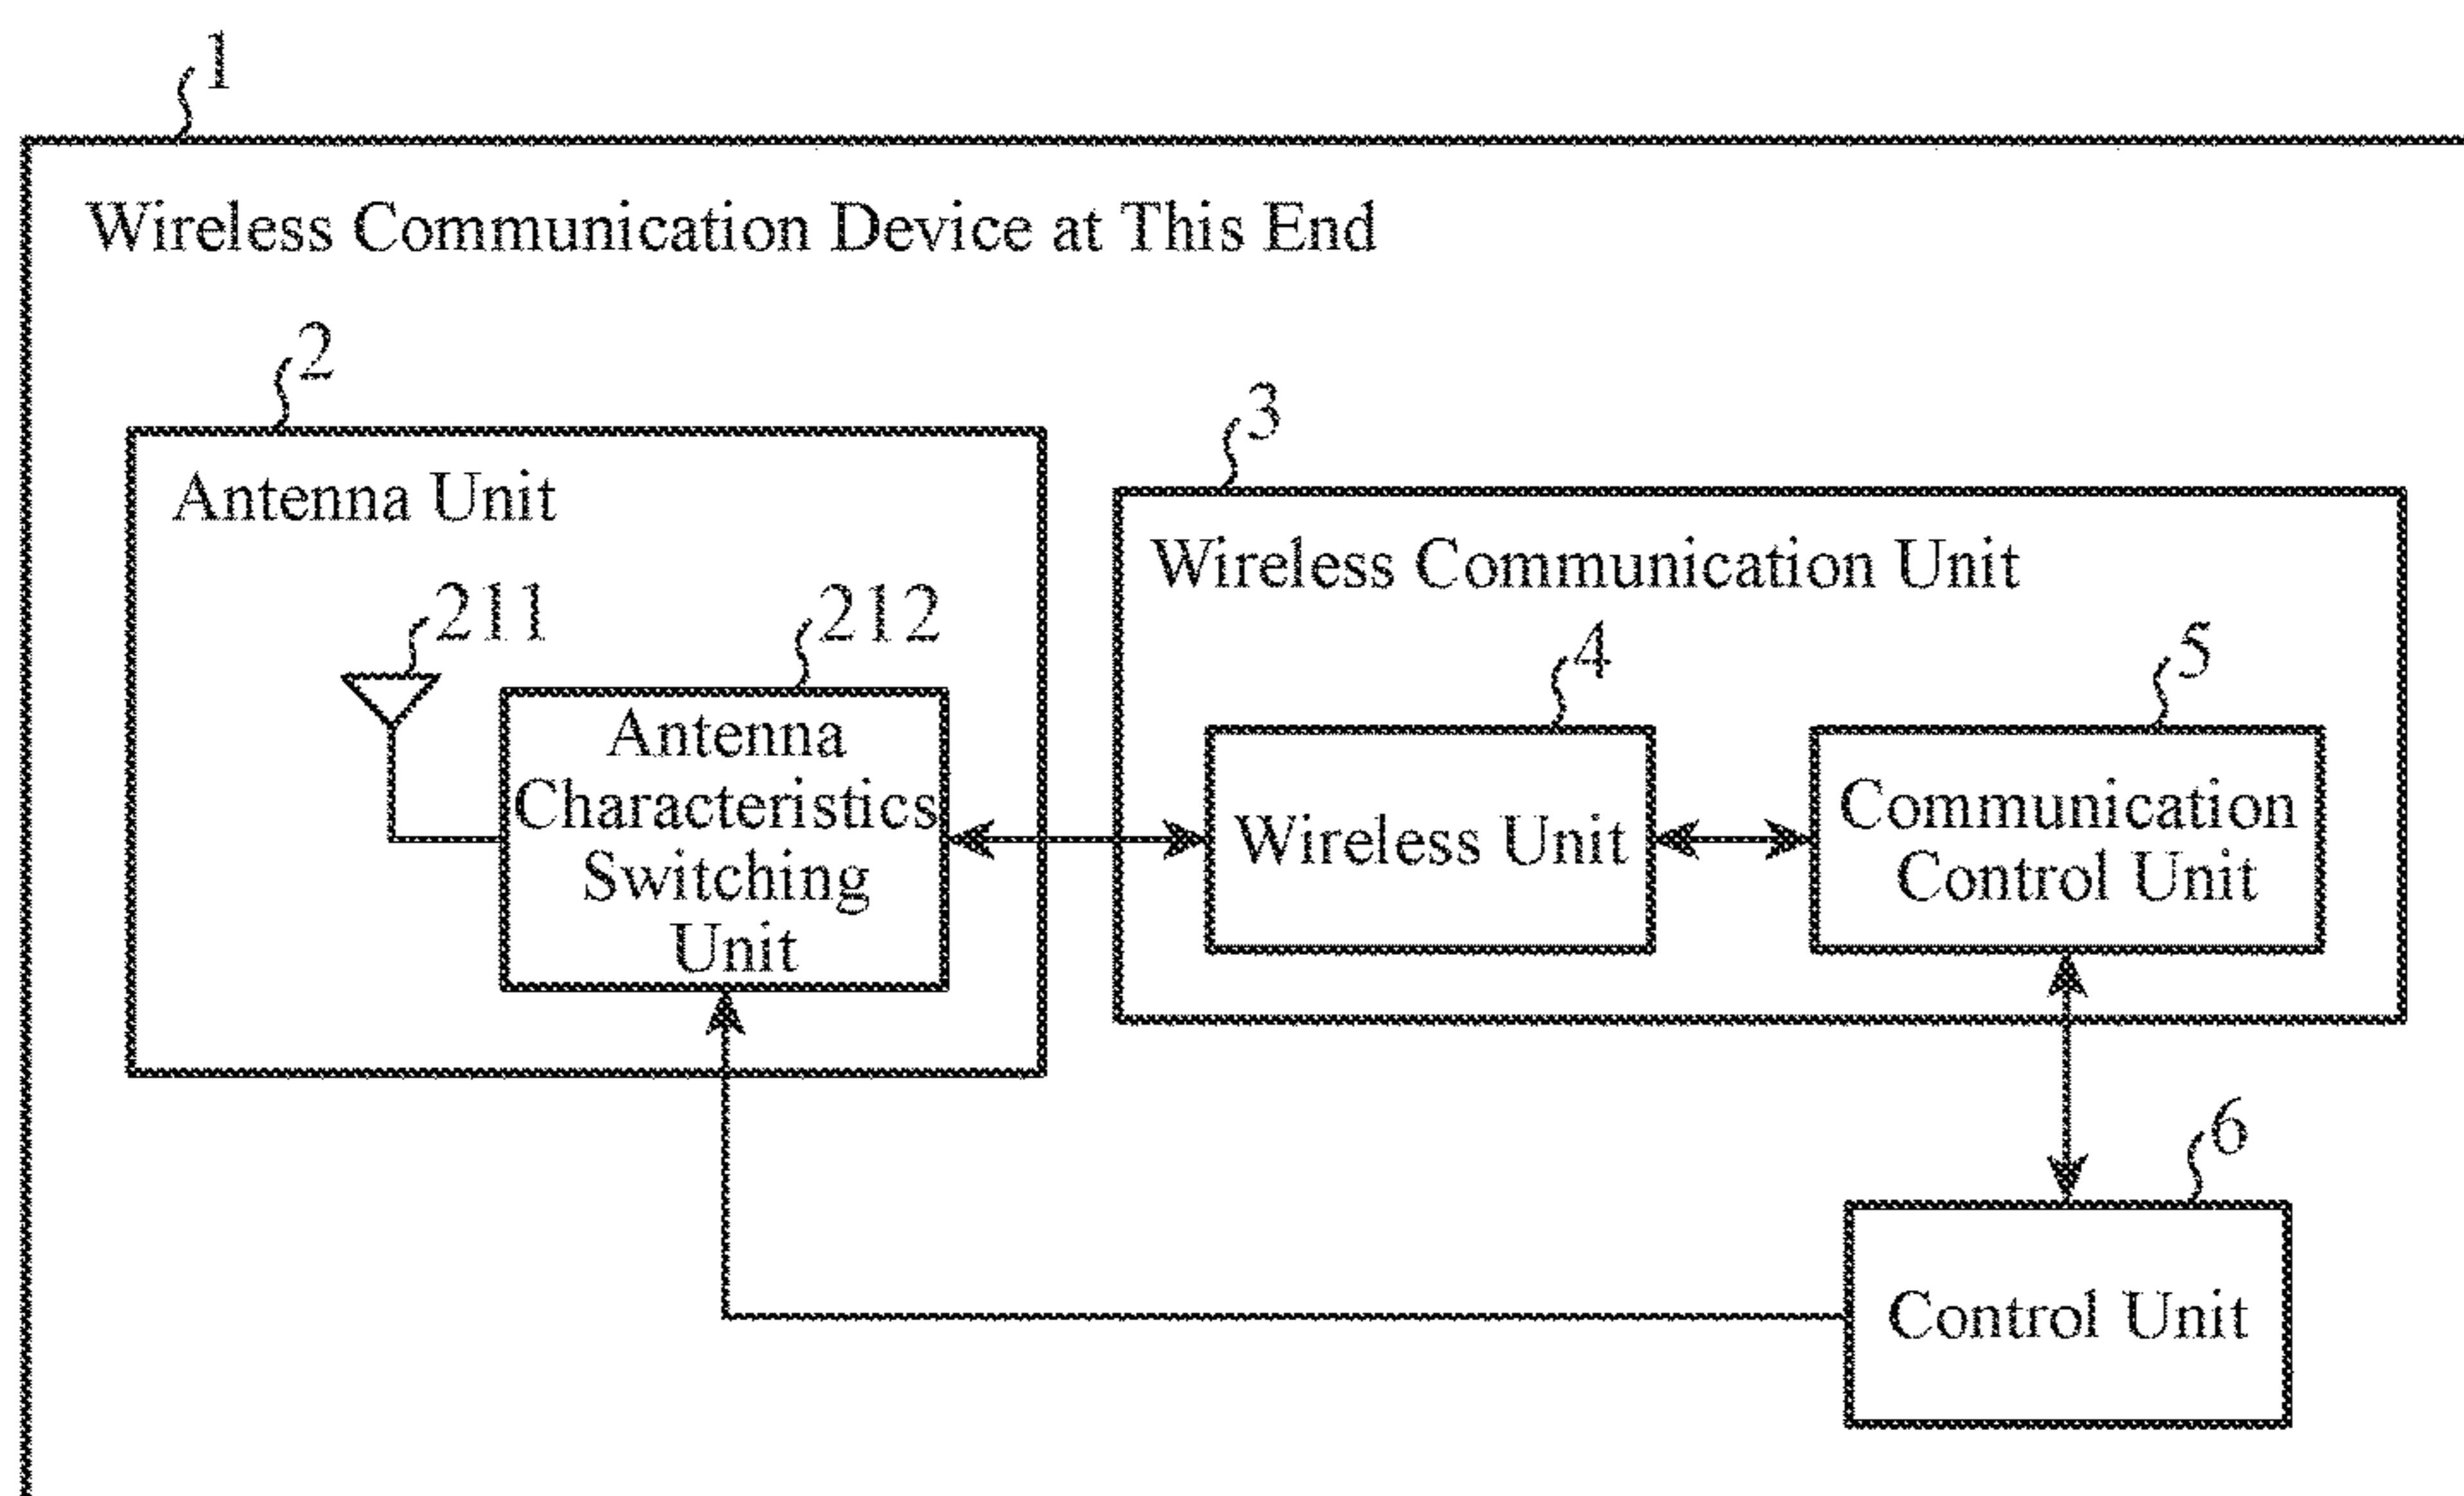 1
Wireless Communication Device at This End
2
Antenna Unit
211
212
Antenna
Characteristics
Switching
Unit
3
Wireless Communication Unit
4
Wireless Unit
5
Communication
Control Unit
6
Control Unit